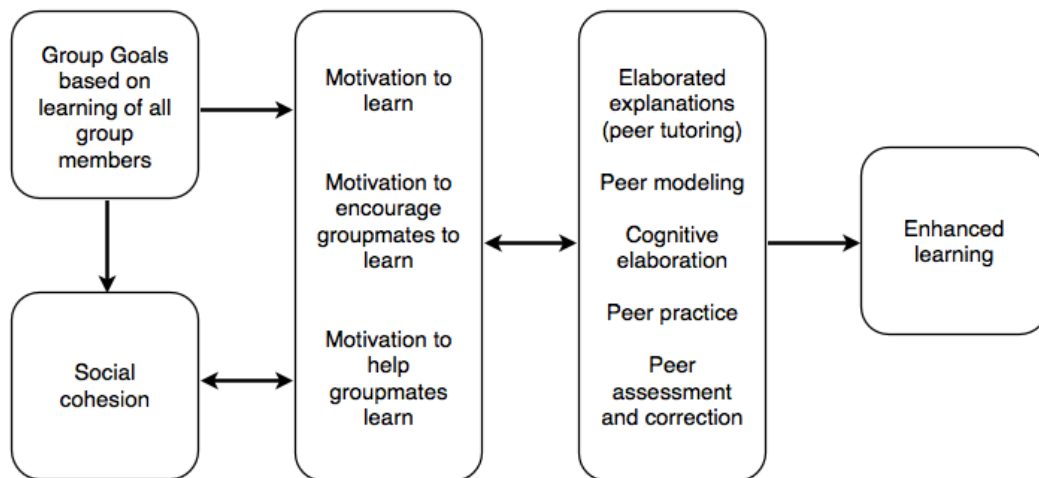 Group Goals
based on
learning of all
group
members
Social
cohesion
Motivation to
learn
Motivation to
encourage
groupmates to
learn
Motivation to
help
groupmates
learn
Elaborated
explanations
(peer tutoring)
Peer modeling
Cognitive
elaboration
Peer practice
Peer
assessment
and correction
Enhanced
learning